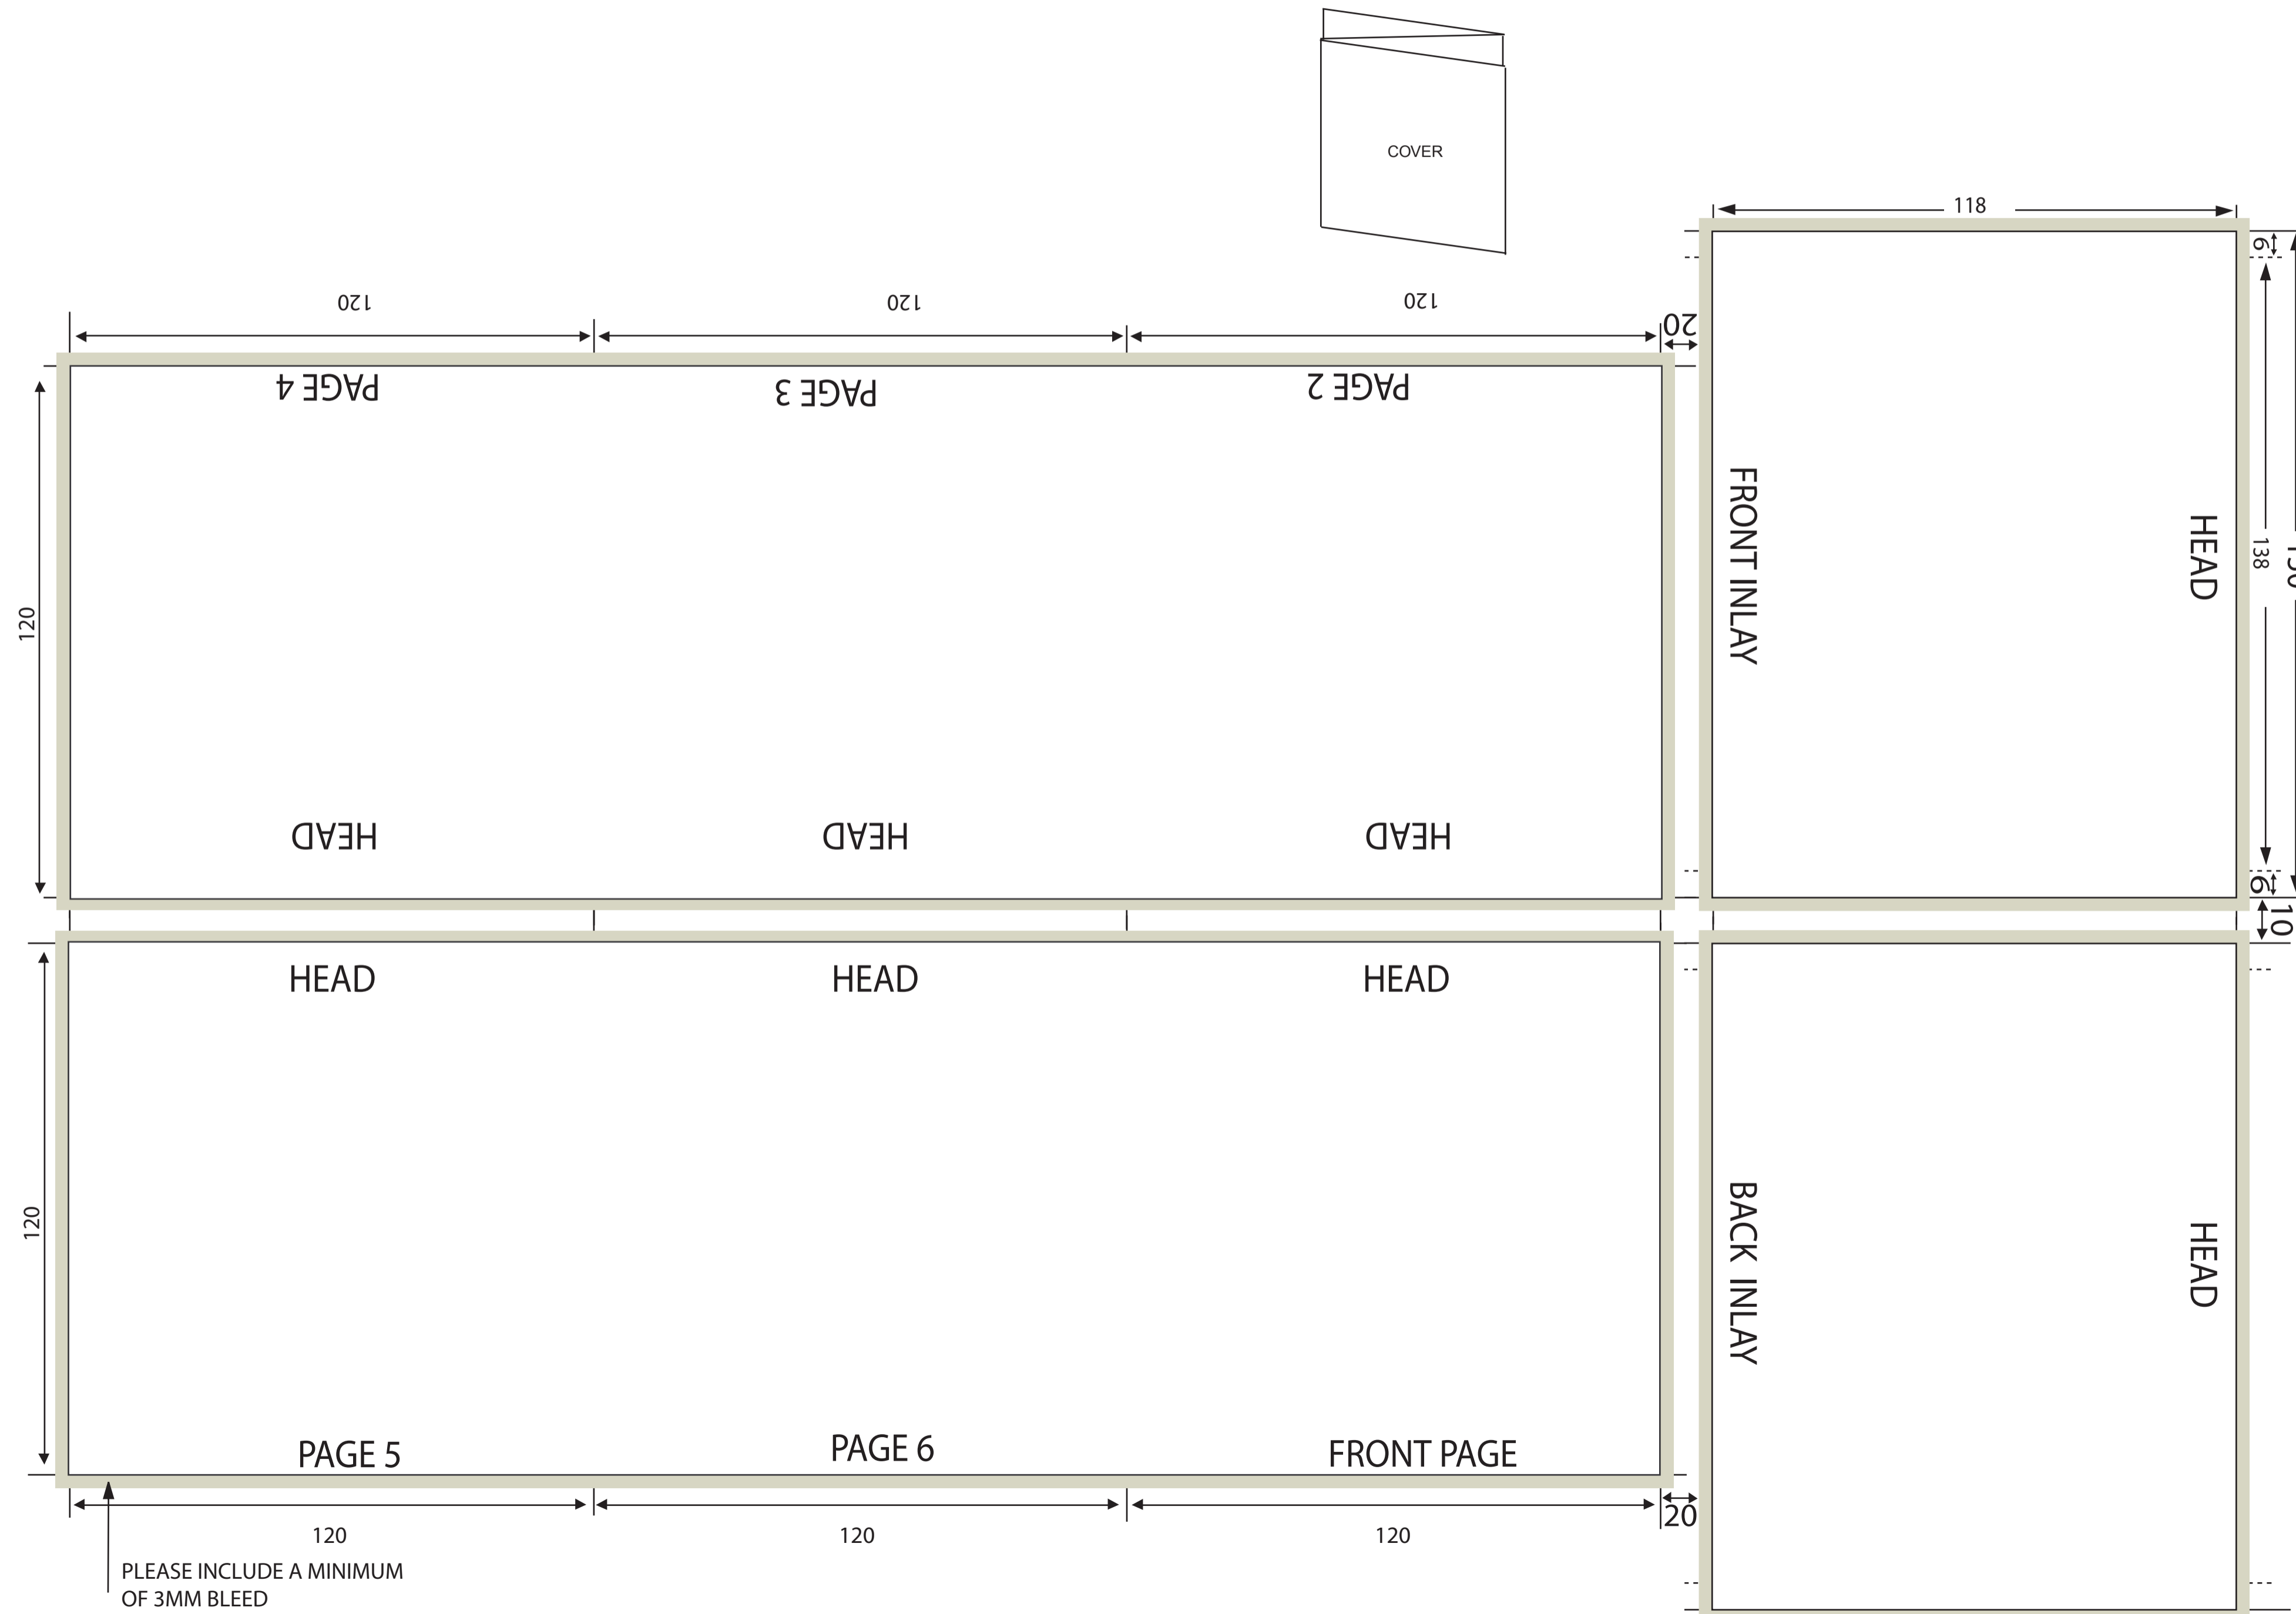 COVER
118
6
120
120
120
20
PAGE 4
PAGE 3
PAGE 2
120
FRONT INLAY
HEAD
138
HEAD
HEAD
HEAD
6
10
HEAD
HEAD
HEAD
120
BACK INLAY
HEAD
PAGE 5
PAGE 6
FRONT PAGE
20
120
120
120
PLEASE INCLUDE A MINIMUM
OF 3MM BLEED